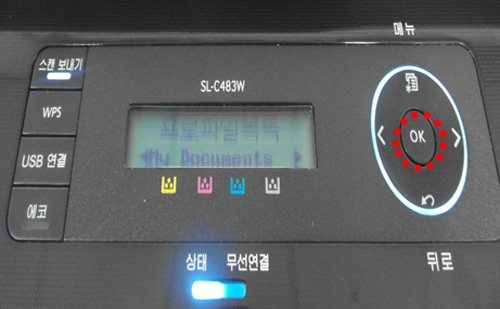 메뉴
스캔 보내기
SL-C483W
WPS
프로파일목록
My Documents
OK
USB 연결
에코
상태
무선연결
뒤로